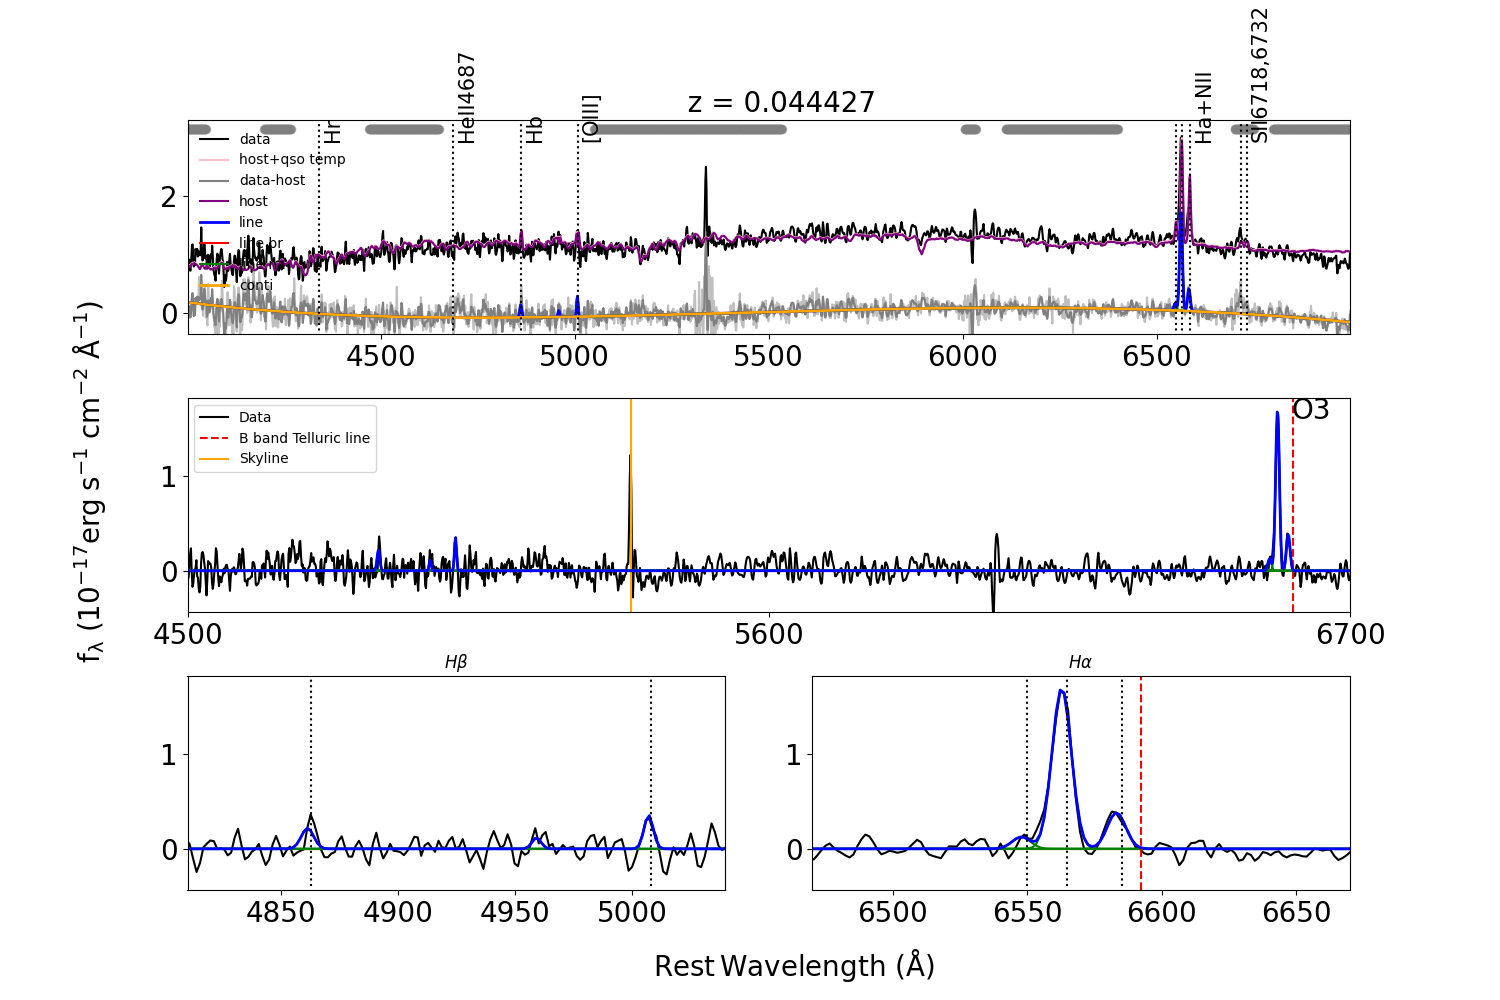 z = 0.044427
Hr
HeII4687
Hb
[OIII]
Ha+NII
SII6718,6732
data
host+qso temp
data-host
host
line
line br
conti
2
0
4500 5000 5500 6000 6500
f_λ (10^−17 erg s^−1 cm^−2 Å^−1)
Data
B band Telluric line
Skyline
O3
1
0
4500 5600 6700
Hβ
1
0
4850 4900 4950 5000
Hα
1
0
6500 6550 6600 6650
Rest Wavelength (Å)